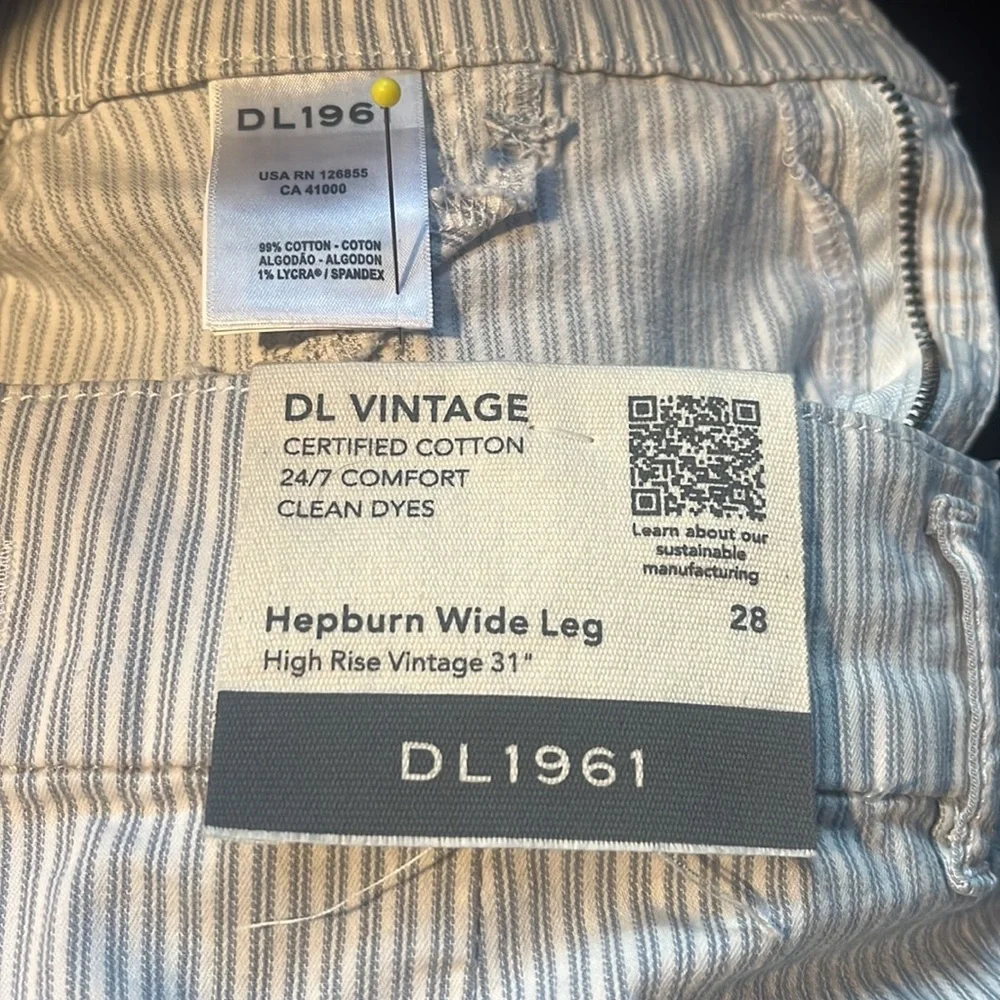 DL196
USA RN 126855
CA 41000
99% COTTON - COTON
ALGODÃO - ALGODON
1% LYCRA® / SPANDEX
DL VINTAGE
CERTIFIED COTTON
24/7 COMFORT
CLEAN DYES
Learn about our
sustainable
manufacturing
Hepburn Wide Leg
28
High Rise Vintage 31"
DL1961